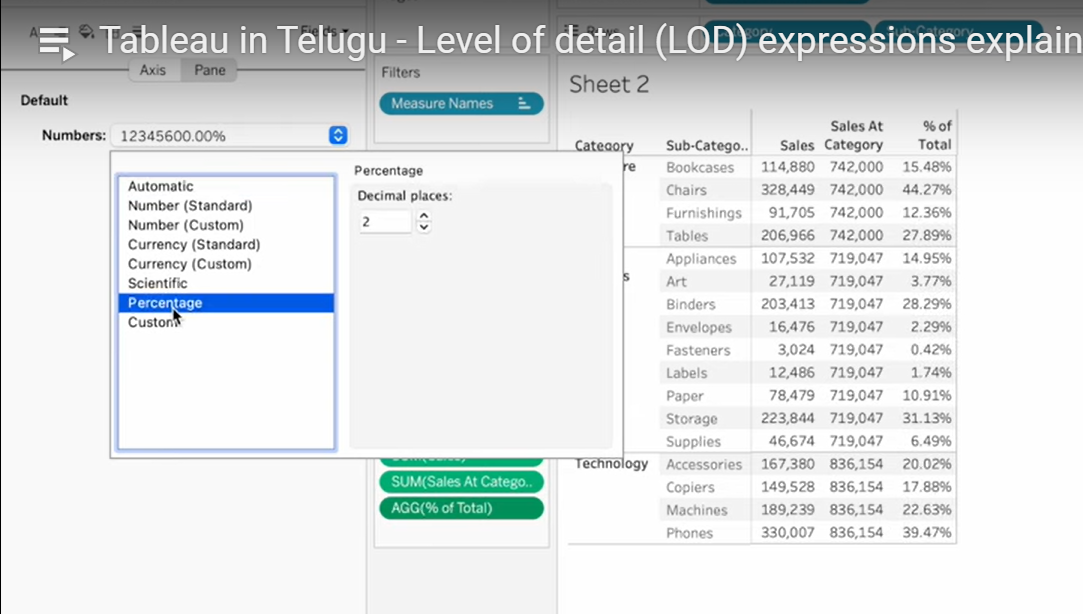 Tableau in Telugu - Level of detail (LOD) expressions explain
Fields
Rows
Category
Sub-Category
Axis Pane
Filters
Sheet 2
Default
Measure Names
Numbers: 12345600.00%
Percentage
Automatic
Decimal places:
Number (Standard)
2
Number (Custom)
Currency (Standard)
Currency (Custom)
Scientific
Percentage
Custom
SUM(Sales)
SUM(Sales At Catego..
AGG(% of Total)
Sales At % of
Category Sub-Catego.. Sales Category Total
re Bookcases 114,880 742,000 15.48%
Chairs 328,449 742,000 44.27%
Furnishings 91,705 742,000 12.36%
Tables 206,966 742,000 27.89%
Appliances 107,532 719,047 14.95%
s Art 27,119 719,047 3.77%
Binders 203,413 719,047 28.29%
Envelopes 16,476 719,047 2.29%
Fasteners 3,024 719,047 0.42%
Labels 12,486 719,047 1.74%
Paper 78,479 719,047 10.91%
Storage 223,844 719,047 31.13%
Supplies 46,674 719,047 6.49%
Technology Accessories 167,380 836,154 20.02%
Copiers 149,528 836,154 17.88%
Machines 189,239 836,154 22.63%
Phones 330,007 836,154 39.47%